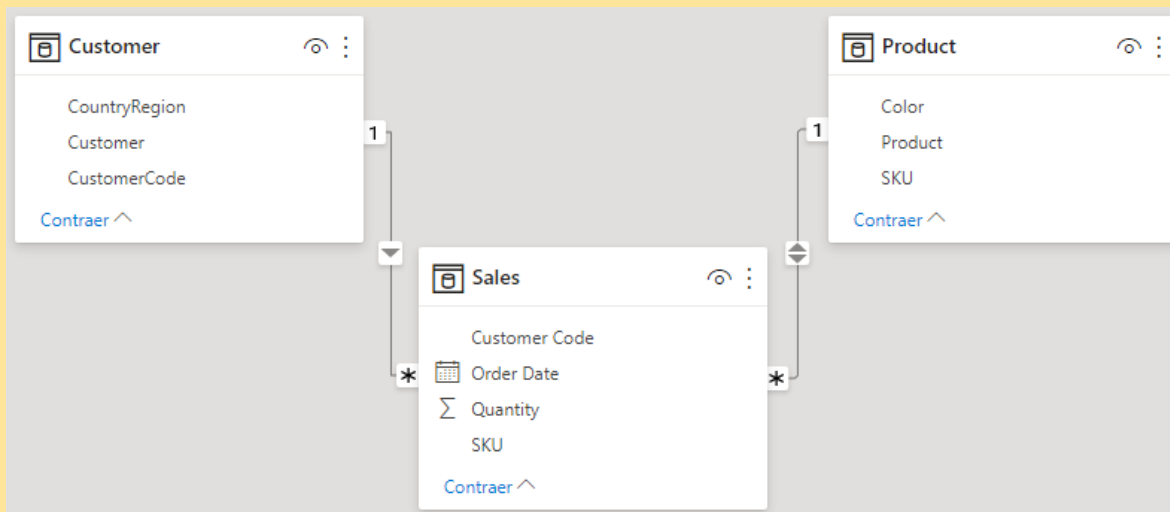 Customer
CountryRegion
Customer
CustomerCode
Contraer
1
Product
Color
Product
SKU
Contraer
1
Sales
Customer Code
Order Date
Σ Quantity
SKU
Contraer
*
*